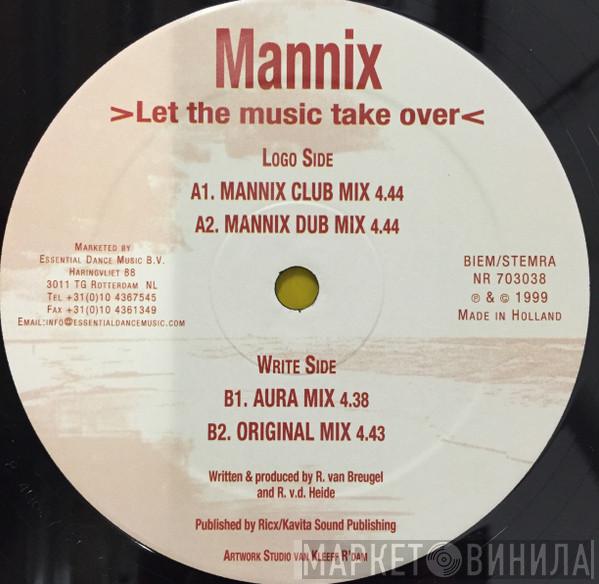 Mannix
>Let the music take over<
LOGO SIDE
A1. MANNIX CLUB MIX 4.44
A2. MANNIX DUB MIX 4.44
MARKETED BY
ESSENTIAL DANCE MUSIC B.V.
HARINGVLIET 88
3011 TG ROTTERDAM NL
TEL +31(0)10 4367545
FAX +31(0)10 4361349
EMAIL:INFO@ESSENTIALDANCEMUSIC.COM
BIEM/STEMRA
NR 703038
℗ & © 1999
MADE IN HOLLAND
WRITE SIDE
B1. AURA MIX 4.38
B2. ORIGINAL MIX 4.43
Written & produced by R. van Breugel
and R. v.d. Heide
Published by Ricx/Kavita Sound Publishing
ARTWORK STUDIO VAN KLEEFF R'DAM
МАРКЕТ ВИНИЛА